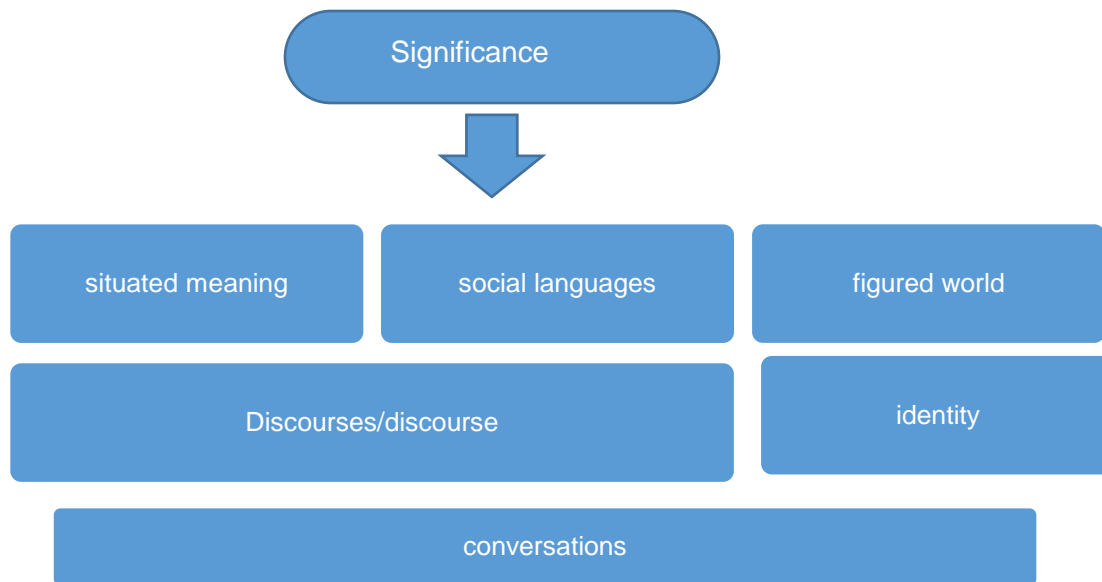 Significance
situated meaning
social languages
figured world
Discourses/discourse
identity
conversations